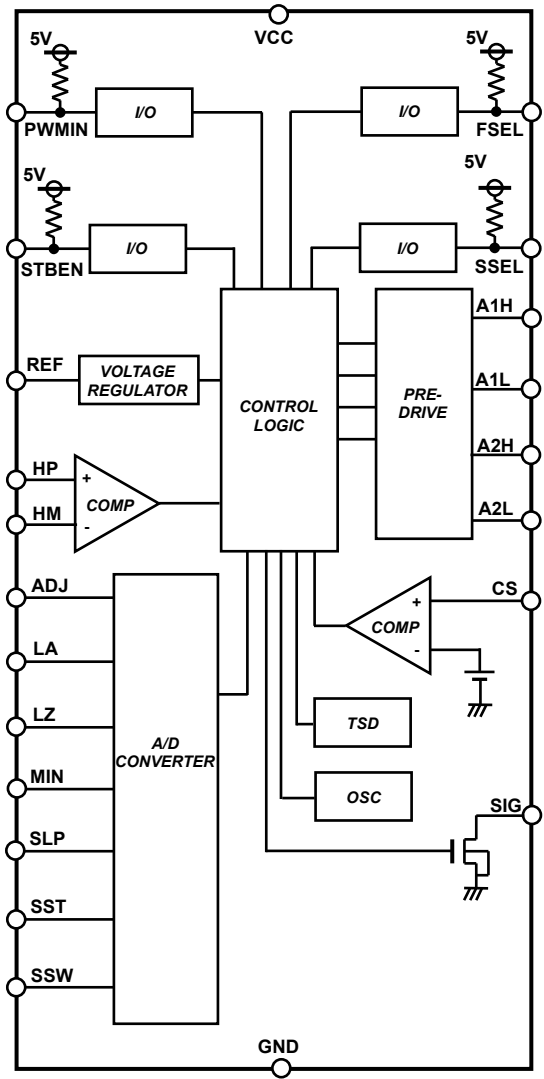 VCC
5V
5V
I/O
I/O
PWMIN
FSEL
5V
5V
I/O
I/O
STBEN
SSEL
A1H
REF
VOLTAGE
REGULATOR
CONTROL
LOGIC
PRE-
DRIVE
A1L
A2H
A2L
HP
+
COMP
HM
-
ADJ
LA
LZ
MIN
SLP
SST
SSW
A/D
CONVERTER
CS
+
COMP
-
TSD
OSC
SIG
GND